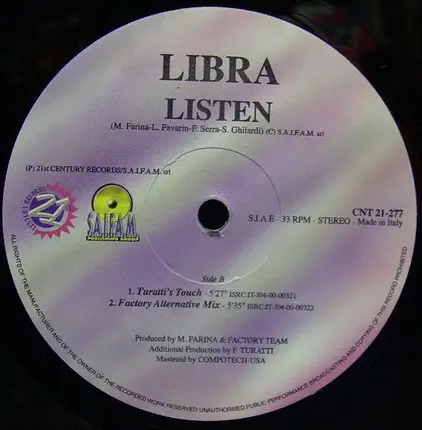 LIBRA
LISTEN
(M. Farina-L. Favarin-F. Serra-S. Ghilardi) (C) S.A.I.F.A.M. srl
(P) 21st CENTURY RECORDS/S.A.I.F.A.M. srl
CNT 21-277
S.I.A.E - 33 RPM - STEREO - Made in Italy
21
S.A.I.F.A.M.
PUBLISHING GROUP
Side B
1. Turatti's Touch - 5'27" ISRC:IT-J04-00-00321
2. Factory Alternative Mix - 5'35" ISRC:IT-J04-00-00322
Produced by M. FARINA & FACTORY TEAM
Additional Production by F. TURATTI
Mastered by COMPOTECH-USA
ALL RIGHTS OF THE MANUFACTURER AND OF THE OWNER OF THE RECORDED WORK RESERVED UNAUTHORISED PUBLIC PERFORMANCE BROADCASTING AND COPYING OF THIS RECORD PROHIBITED